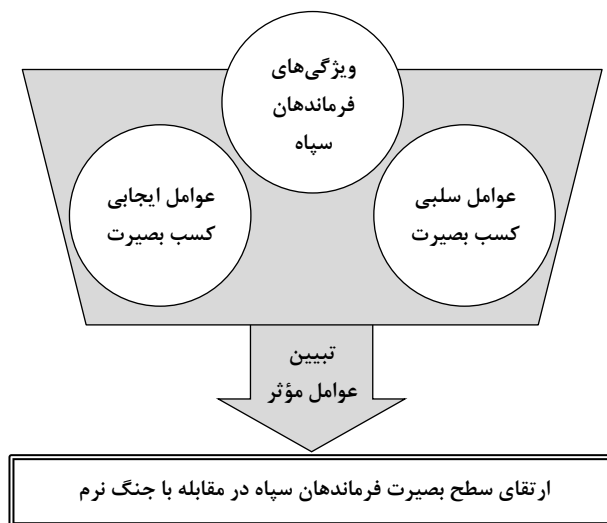 ویژگی‌های
فرماندهان
سپاه
عوامل سلبی
کسب بصیرت
عوامل ایجابی
کسب بصیرت
تبیین
عوامل مؤثر
ارتقای سطح بصیرت فرماندهان سپاه در مقابله با جنگ نرم